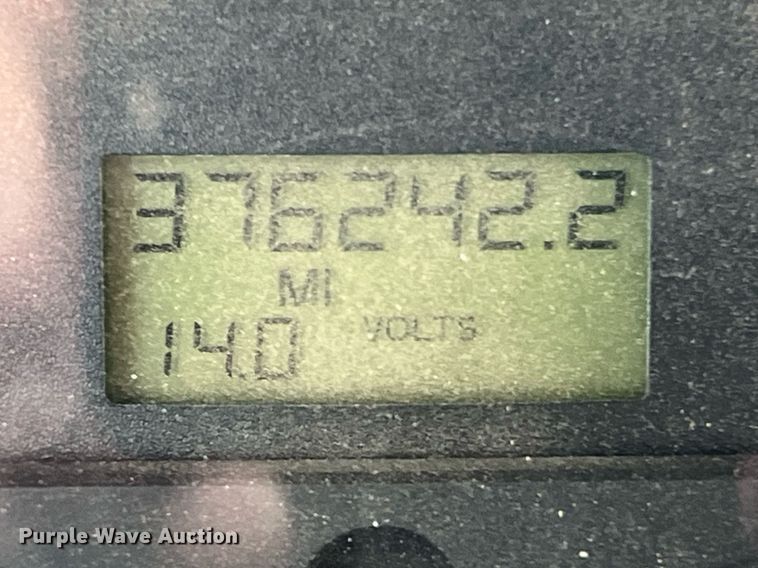 376242.2
MI
14.0 VOLTS
Purple Wave Auction